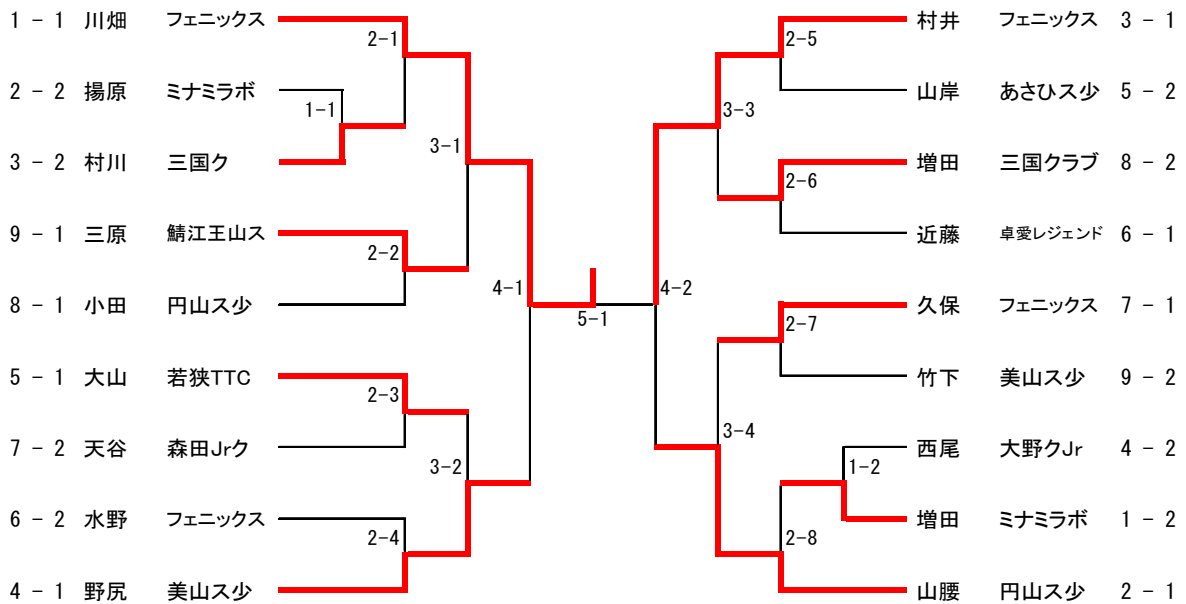 1 - 1 川畑 フェニックス
2 - 2 揚原 ミナミラボ
3 - 2 村川 三国ク
9 - 1 三原 鯖江王山ス
8 - 1 小田 円山ス少
5 - 1 大山 若狭TTC
7 - 2 天谷 森田Jrク
6 - 2 水野 フェニックス
4 - 1 野尻 美山ス少
2-1
1-1
3-1
2-2
4-1
2-3
3-2
2-4
5-1
村井 フェニックス 3 - 1
山岸 あさひス少 5 - 2
増田 三国クラブ 8 - 2
近藤 卓愛レジェンド 6 - 1
久保 フェニックス 7 - 1
竹下 美山ス少 9 - 2
西尾 大野クJr 4 - 2
増田 ミナミラボ 1 - 2
山腰 円山ス少 2 - 1
2-5
3-3
2-6
4-2
2-7
3-4
1-2
2-8